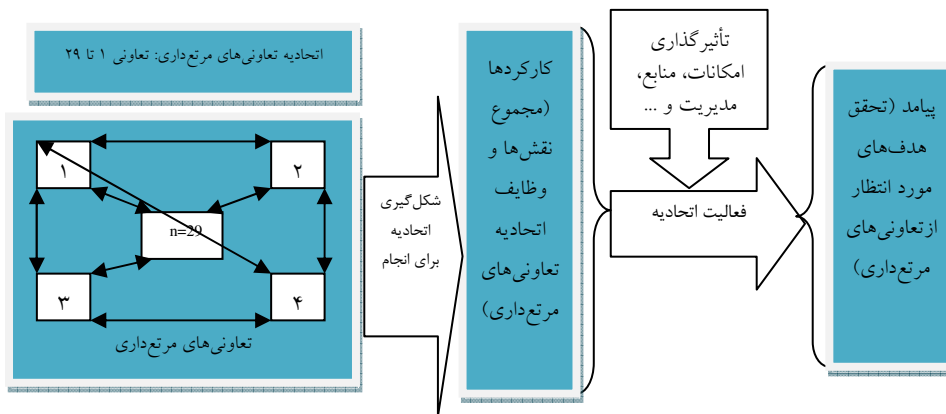 اتحادیه تعاونی‌های مرتع‌داری: تعاونی ۱ تا ۲۹
۱
۲
n=29
۳
۴
تعاونی‌های مرتع‌داری
شکل‌گیری
اتحادیه
برای انجام
کارکردها
(مجموع
نقش‌ها و
وظایف
اتحادیه
تعاونی‌های
مرتع‌داری)
تأثیرگذاری
امکانات، منابع،
مدیریت و ...
فعالیت اتحادیه
پیامد (تحقق
هدف‌های
مورد انتظار
ازتعاونی‌های
مرتع‌داری)